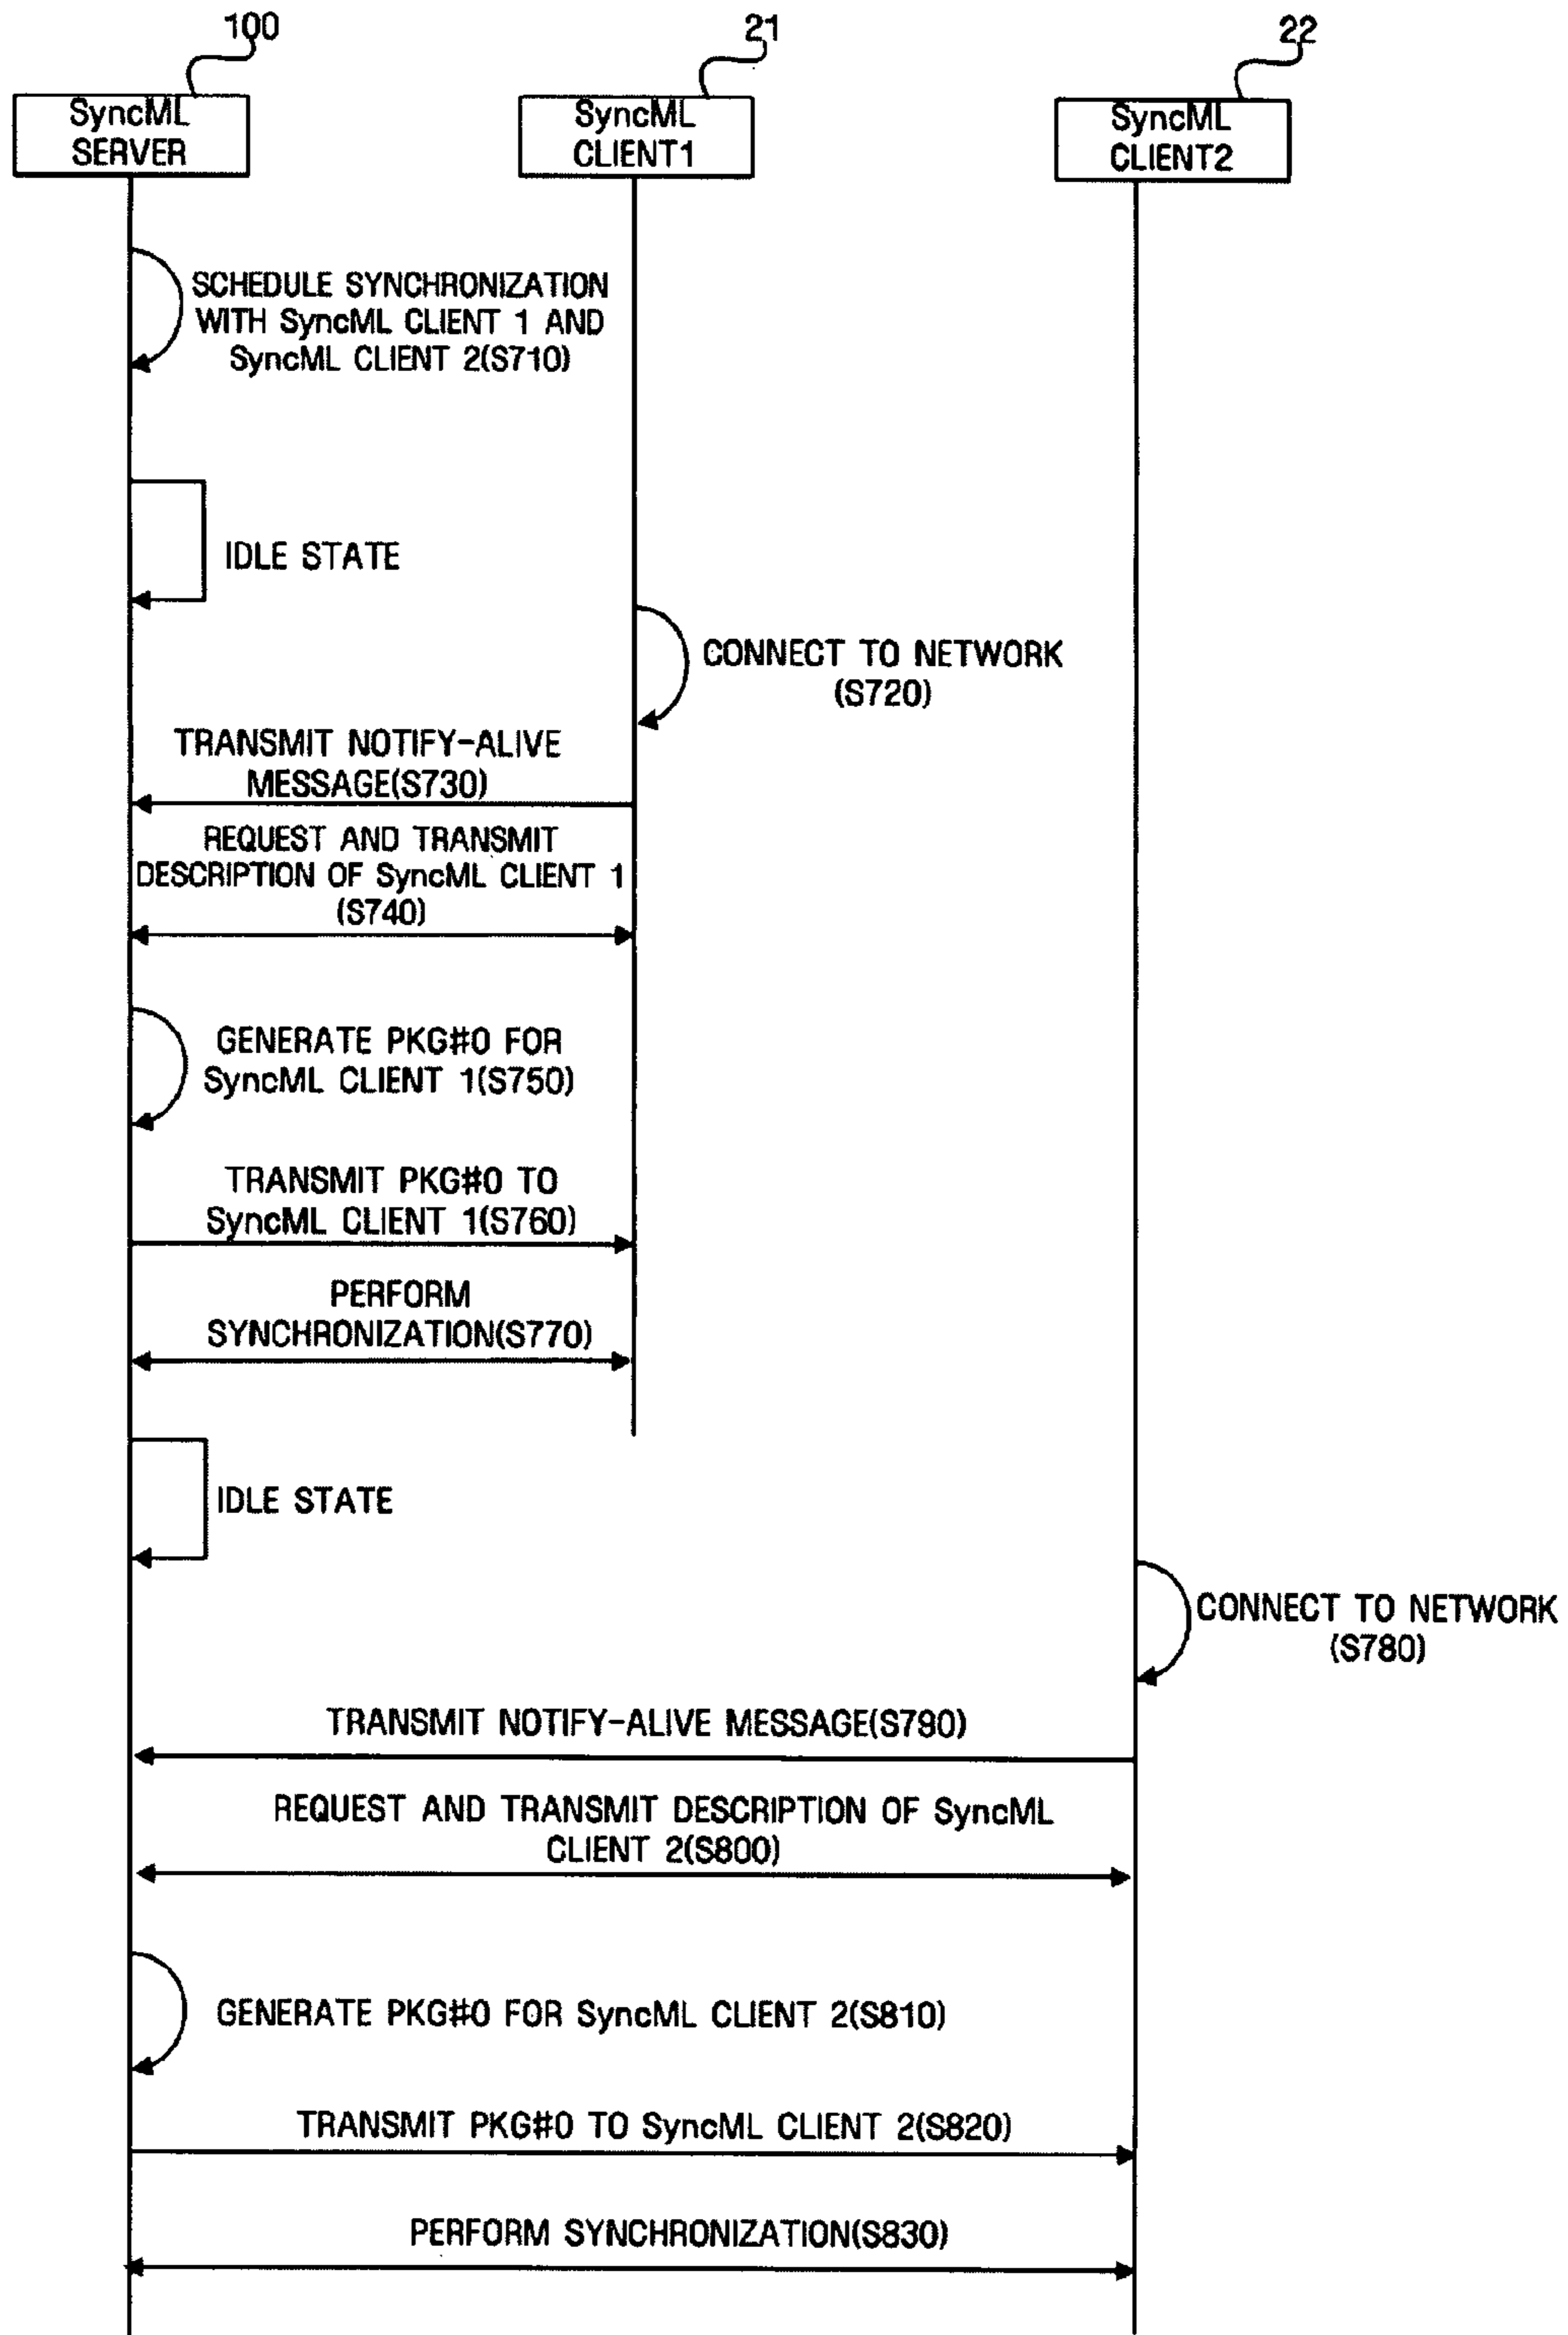 100
21
22
SyncML
SERVER
SyncML
CLIENT1
SyncML
CLIENT2
SCHEDULE SYNCHRONIZATION
WITH SyncML CLIENT 1 AND
SyncML CLIENT 2(S710)
IDLE STATE
CONNECT TO NETWORK
(S720)
TRANSMIT NOTIFY-ALIVE
MESSAGE(S730)
REQUEST AND TRANSMIT
DESCRIPTION OF SyncML CLIENT 1
(S740)
GENERATE PKG#0 FOR
SyncML CLIENT 1(S750)
TRANSMIT PKG#0 TO
SyncML CLIENT 1(S760)
PERFORM
SYNCHRONIZATION(S770)
IDLE STATE
CONNECT TO NETWORK
(S780)
TRANSMIT NOTIFY-ALIVE MESSAGE(S790)
REQUEST AND TRANSMIT DESCRIPTION OF SyncML
CLIENT 2(S800)
GENERATE PKG#0 FOR SyncML CLIENT 2(S810)
TRANSMIT PKG#0 TO SyncML CLIENT 2(S820)
PERFORM SYNCHRONIZATION(S830)